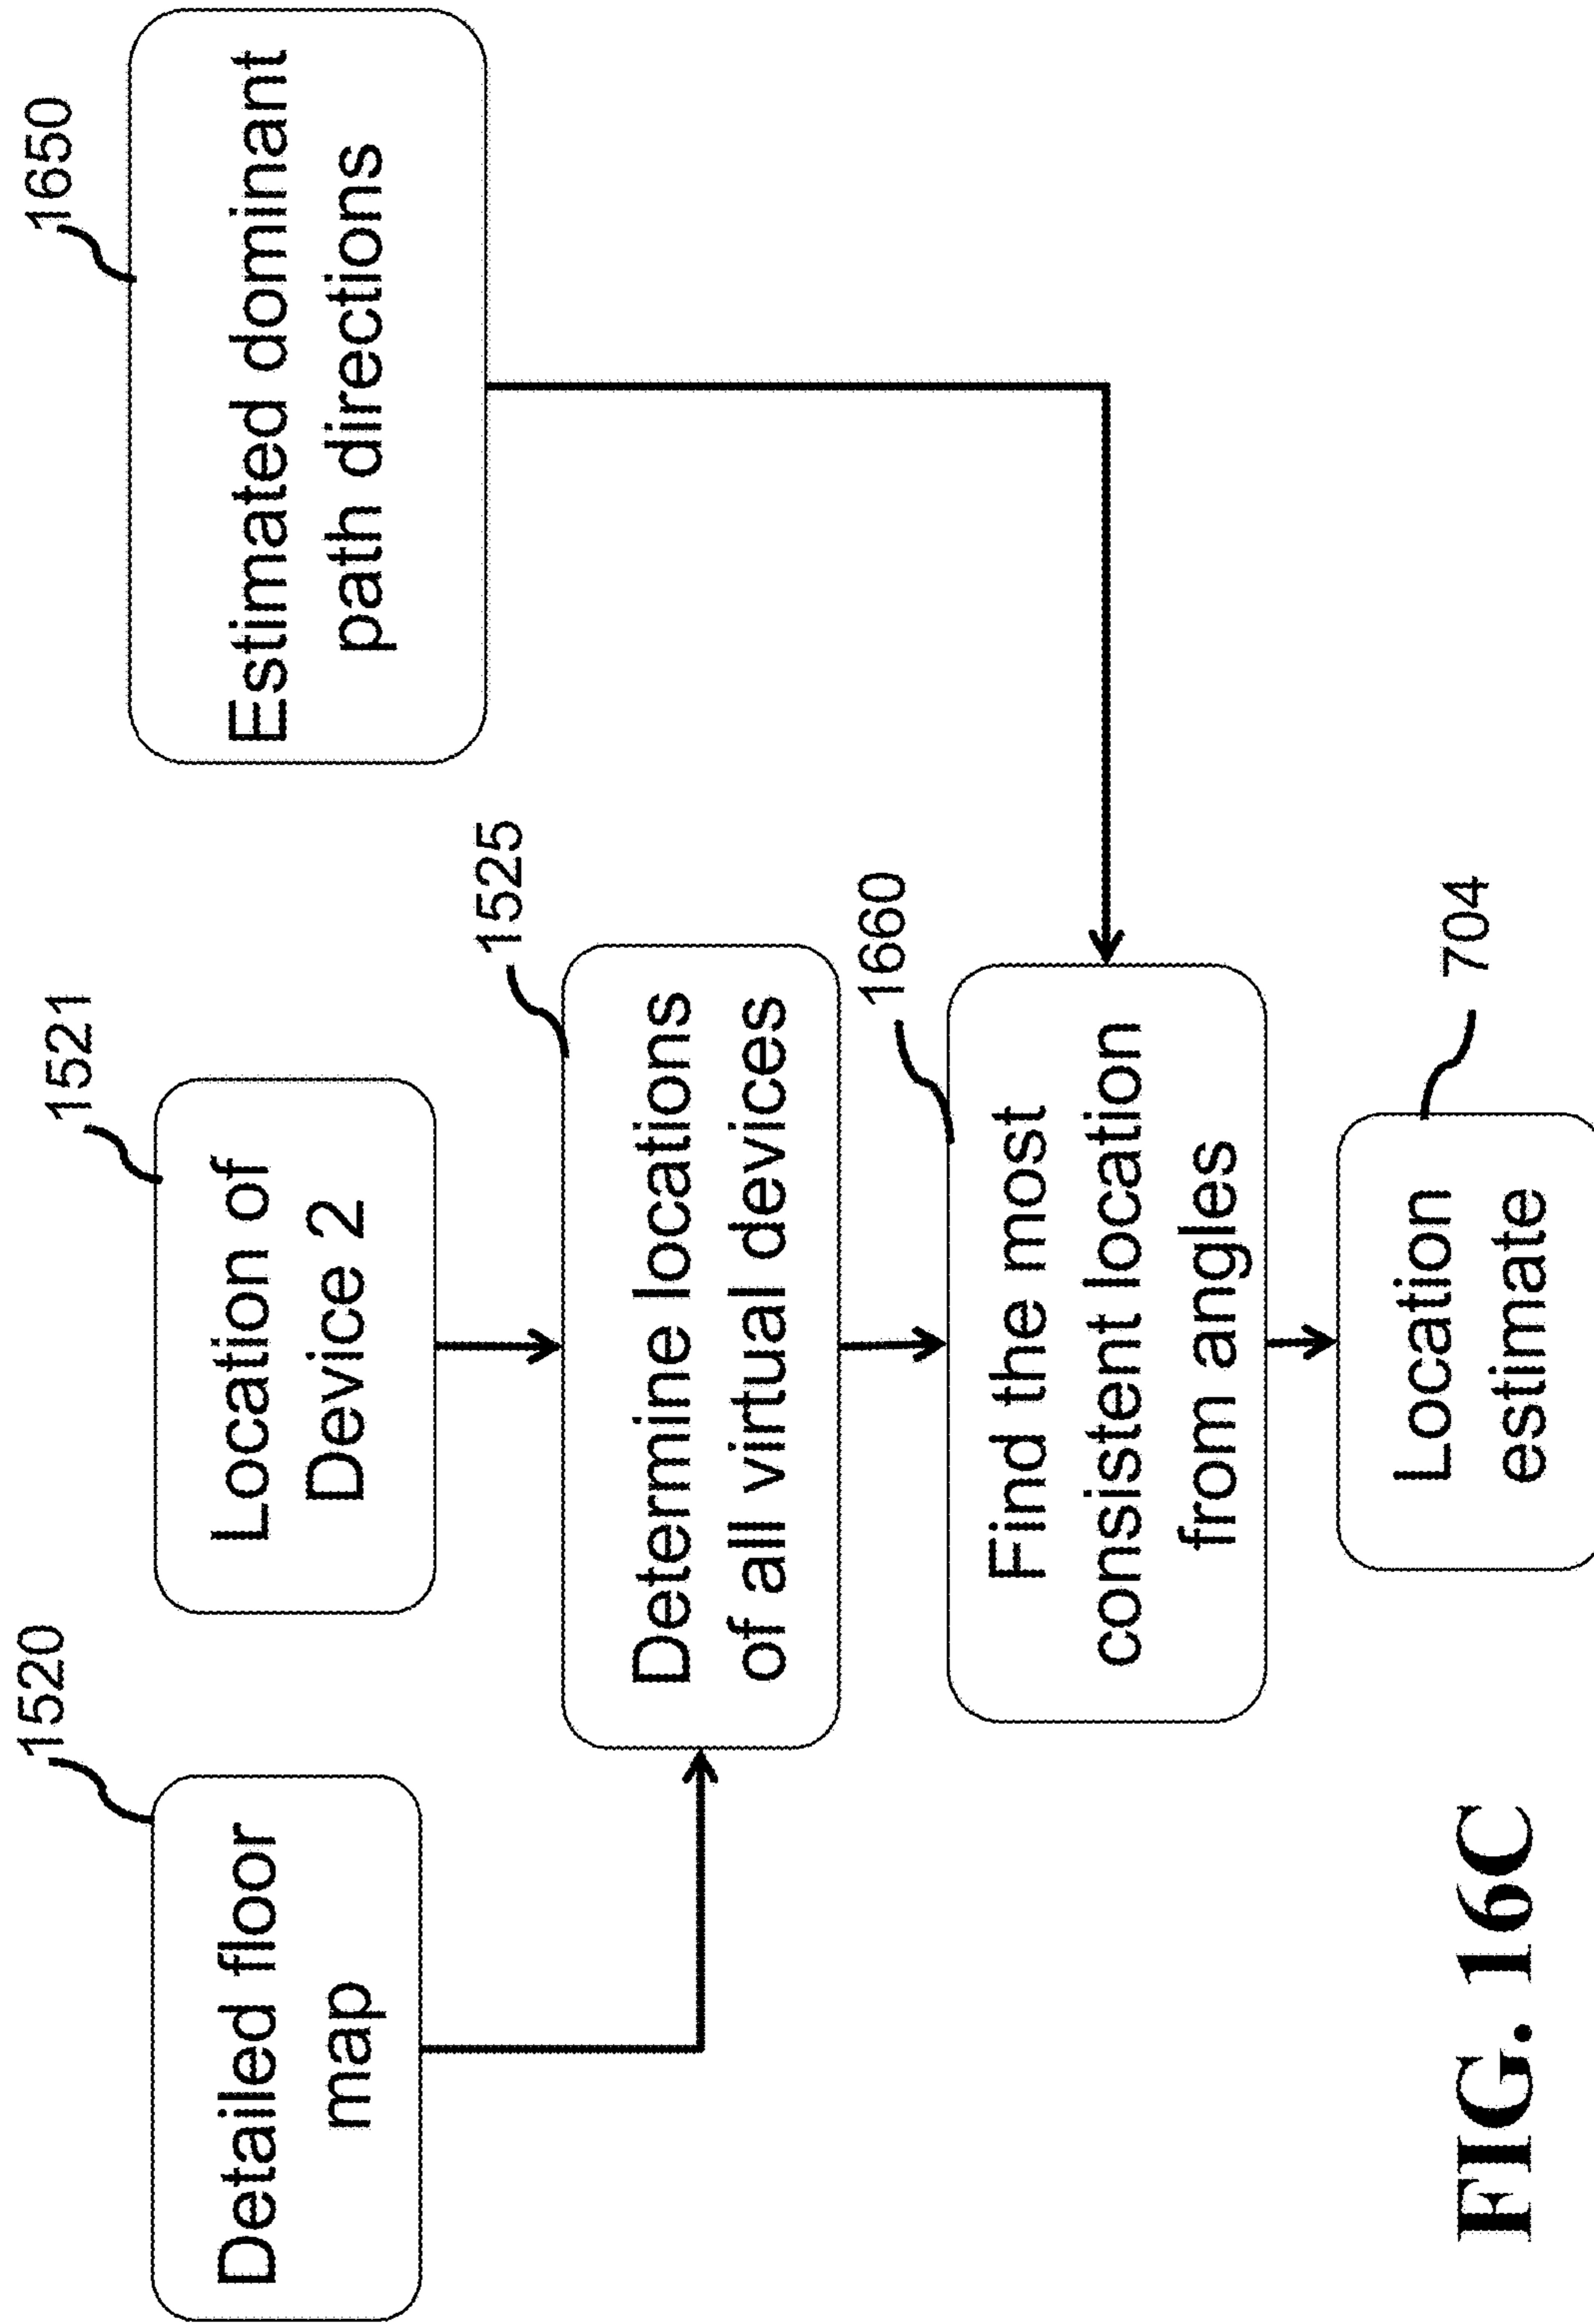 1520
1521
1650
Detailed floor
map
Location of
Device 2
Estimated dominant
path directions
1525
Determine locations
of all virtual devices
1660
Find the most
consistent location
from angles
704
Location
estimate
FIG. 16C